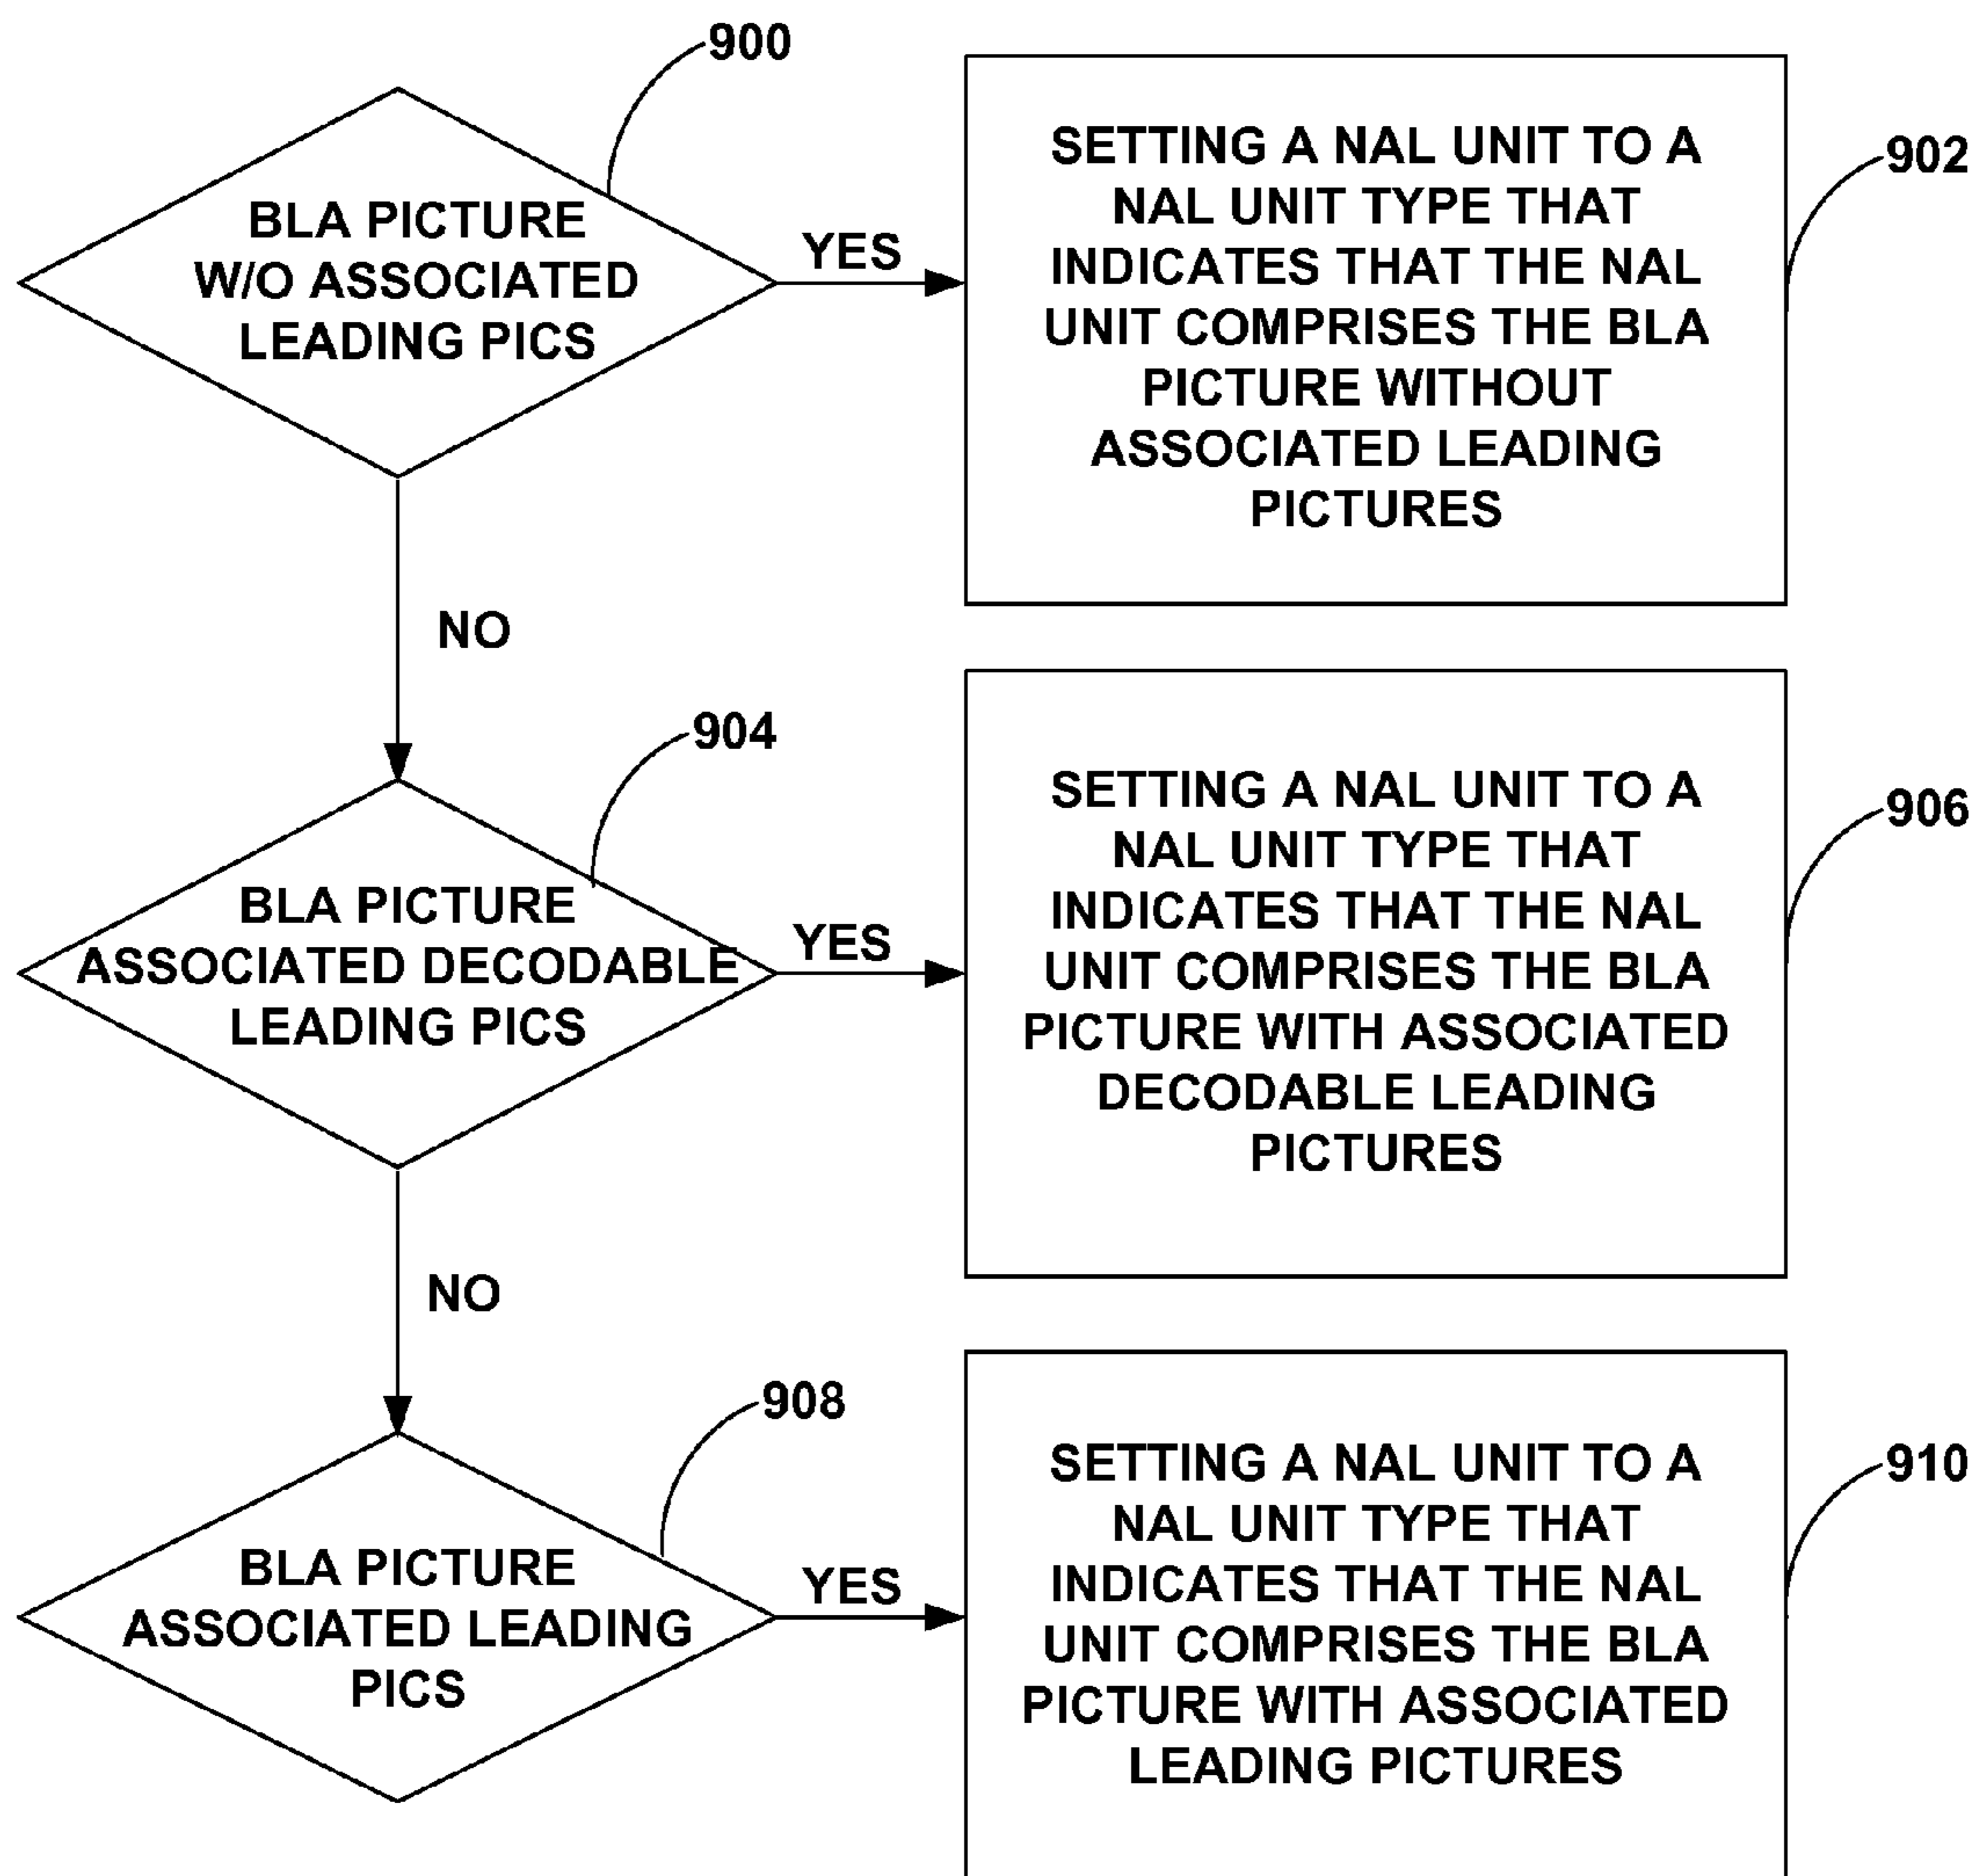 900
BLA PICTURE
W/O ASSOCIATED
LEADING PICS
YES
SETTING A NAL UNIT TO A
NAL UNIT TYPE THAT
INDICATES THAT THE NAL
UNIT COMPRISES THE BLA
PICTURE WITHOUT
ASSOCIATED LEADING
PICTURES
902
NO
904
BLA PICTURE
ASSOCIATED DECODABLE
LEADING PICS
YES
SETTING A NAL UNIT TO A
NAL UNIT TYPE THAT
INDICATES THAT THE NAL
UNIT COMPRISES THE BLA
PICTURE WITH ASSOCIATED
DECODABLE LEADING
PICTURES
906
NO
908
BLA PICTURE
ASSOCIATED LEADING
PICS
YES
SETTING A NAL UNIT TO A
NAL UNIT TYPE THAT
INDICATES THAT THE NAL
UNIT COMPRISES THE BLA
PICTURE WITH ASSOCIATED
LEADING PICTURES
910